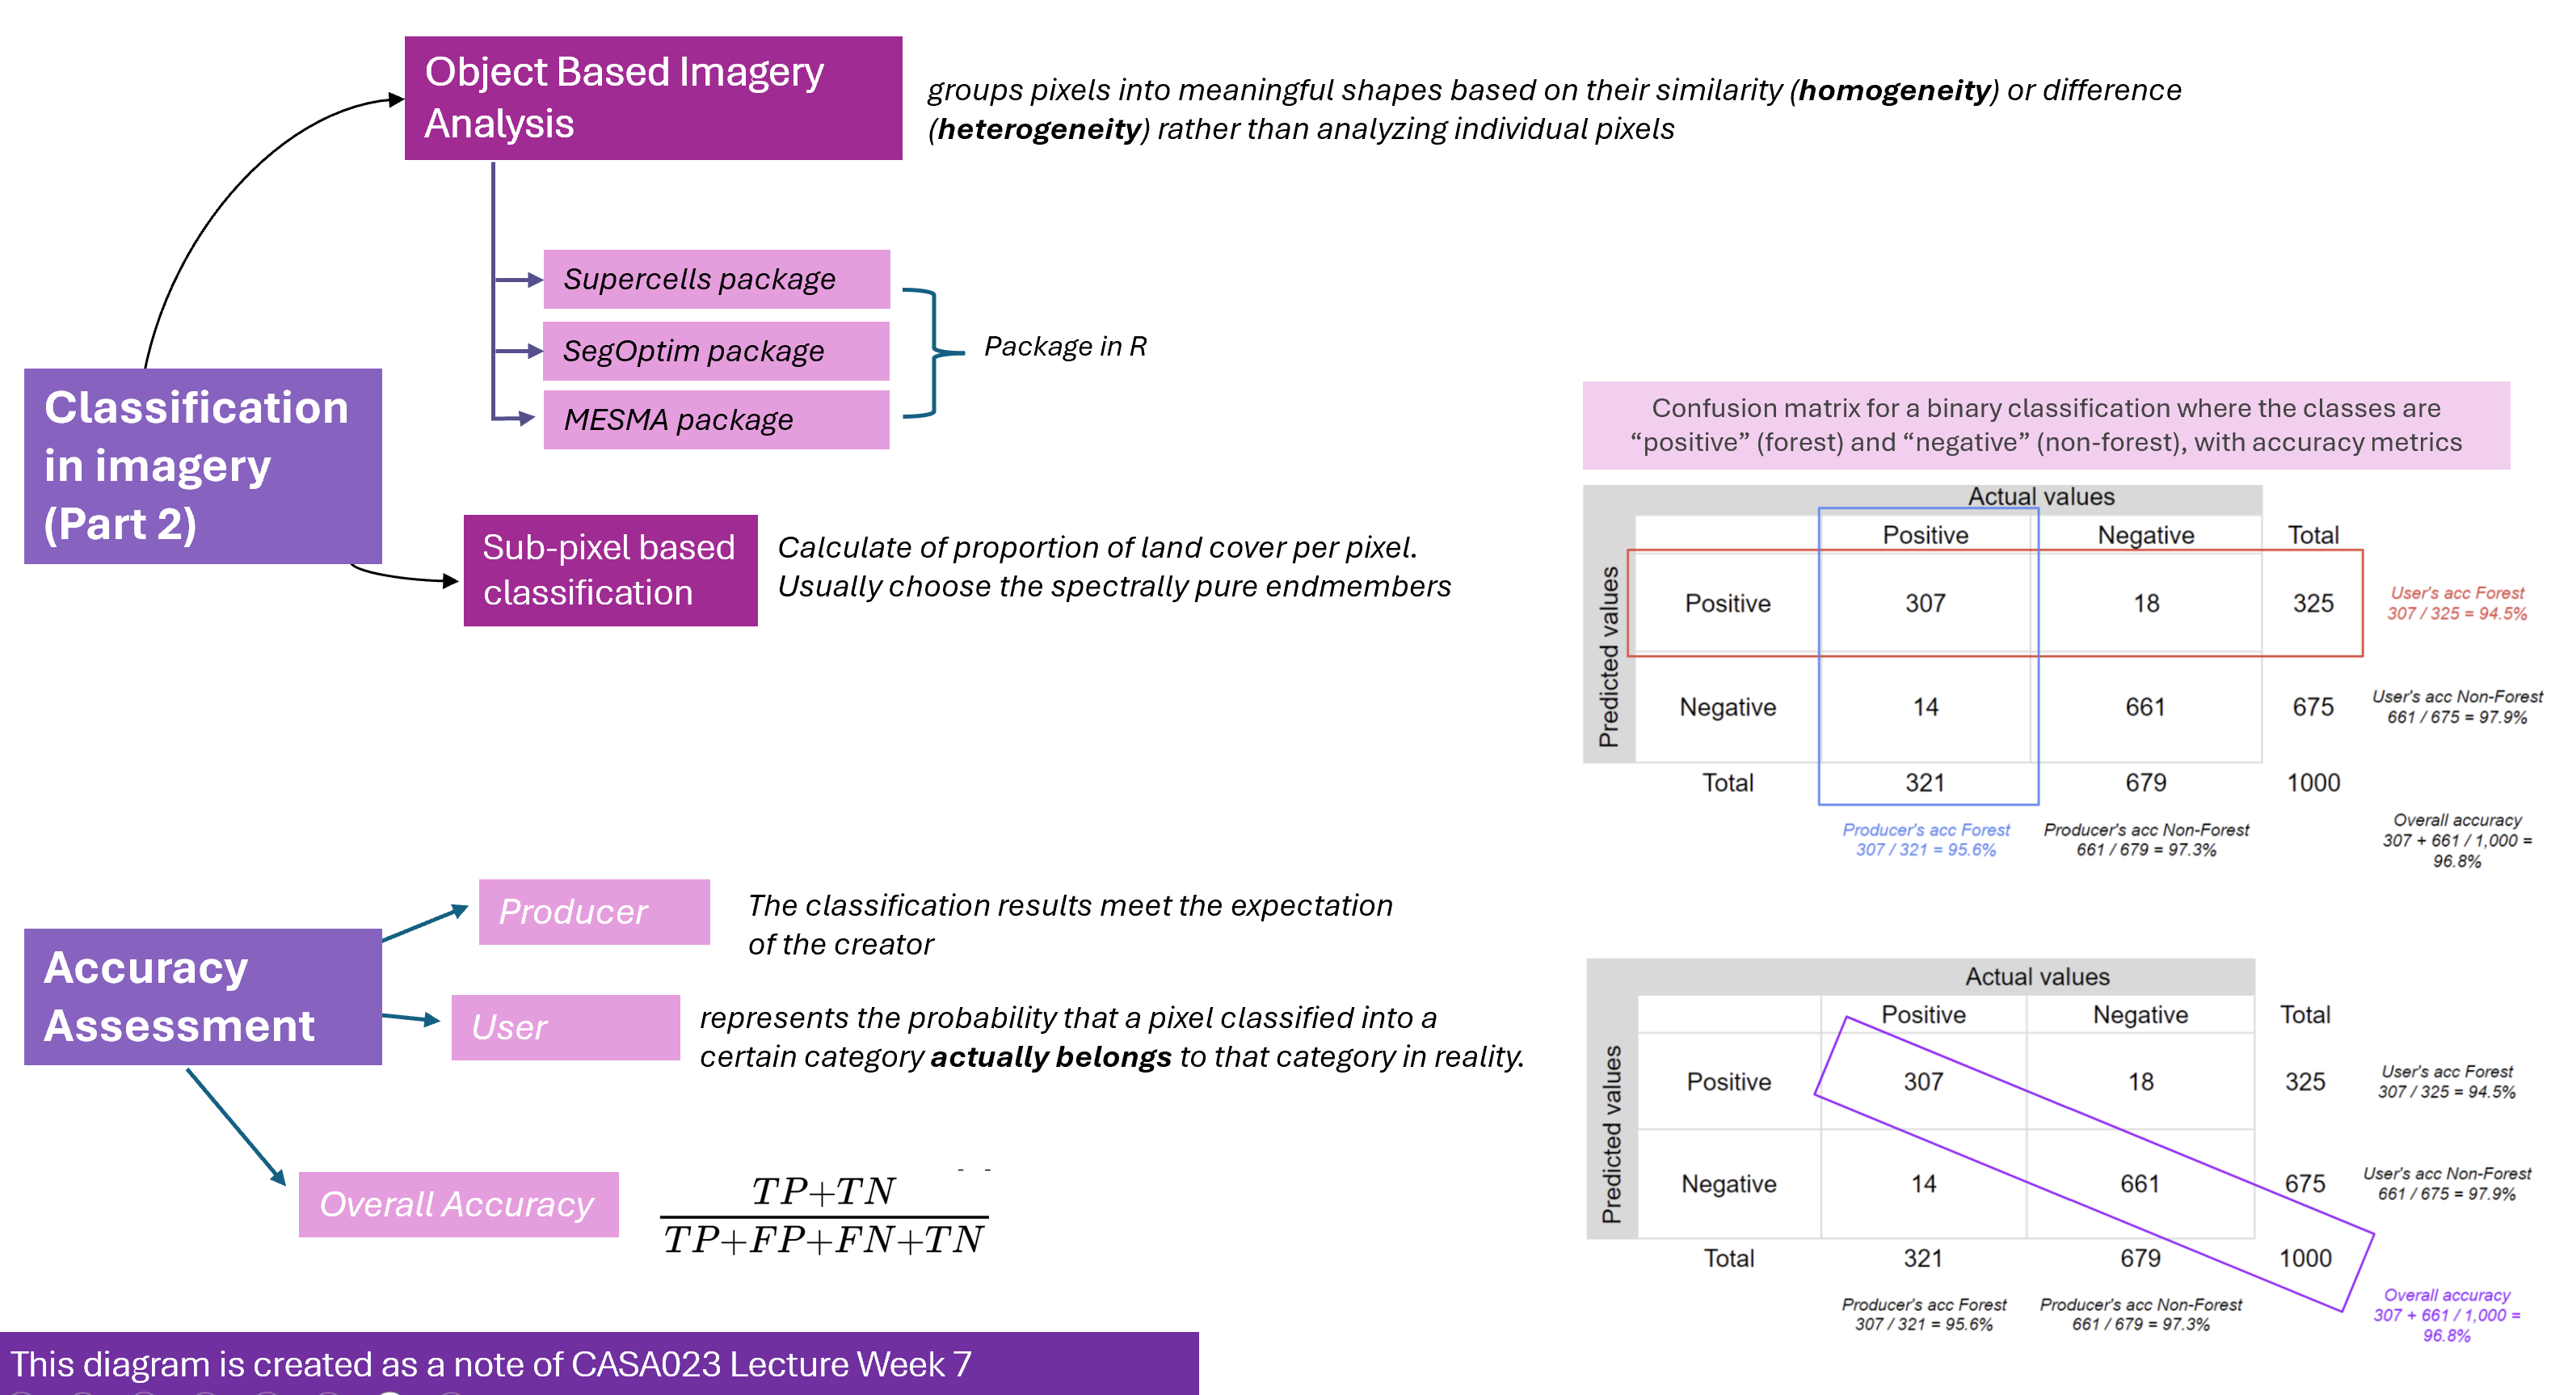 Object Based Imagery
Analysis
groups pixels into meaningful shapes based on their similarity (homogeneity) or difference
(heterogeneity) rather than analyzing individual pixels
Supercells package
SegOptim package
MESMA package
Package in R
Classification
in imagery
(Part 2)
Sub-pixel based
classification
Calculate of proportion of land cover per pixel.
Usually choose the spectrally pure endmembers
Confusion matrix for a binary classification where the classes are
“positive” (forest) and “negative” (non-forest), with accuracy metrics
Actual values
Positive Negative Total
Predicted values
Positive 307 18 325
User's acc Forest
307 / 325 = 94.5%
Negative 14 661 675
User's acc Non-Forest
661 / 675 = 97.9%
Total 321 679 1000
Producer's acc Forest
307 / 321 = 95.6%
Producer's acc Non-Forest
661 / 679 = 97.3%
Overall accuracy
307 + 661 / 1,000 =
96.8%
Accuracy
Assessment
Producer
The classification results meet the expectation
of the creator
User
represents the probability that a pixel classified into a
certain category actually belongs to that category in reality.
Overall Accuracy
TP+TN
TP+FP+FN+TN
Actual values
Positive Negative Total
Predicted values
Positive 307 18 325
User's acc Forest
307 / 325 = 94.5%
Negative 14 661 675
User's acc Non-Forest
661 / 675 = 97.9%
Total 321 679 1000
Producer's acc Forest
307 / 321 = 95.6%
Producer's acc Non-Forest
661 / 679 = 97.3%
Overall accuracy
307 + 661 / 1,000 =
96.8%
This diagram is created as a note of CASA023 Lecture Week 7